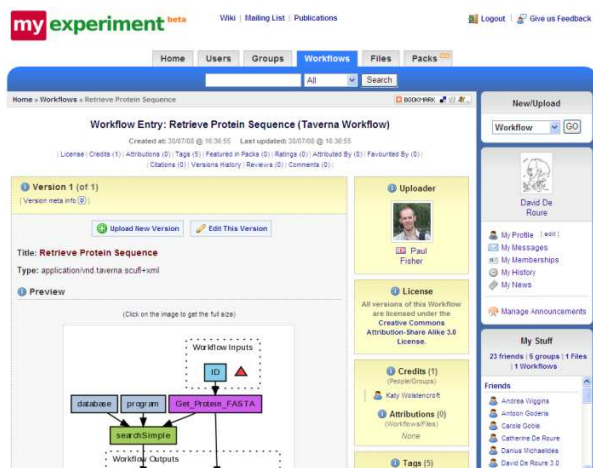 my experiment beta
Wiki | Mailing List | Publications
Logout | Give us Feedback
Home Users Groups Workflows Files Packs
All Search
Home » Workflows » Retrieve Protein Sequence
BOOKMARK
Workflow Entry: Retrieve Protein Sequence (Taverna Workflow)
Created at: 30/07/08 @ 16:36:55 Last updated: 30/07/08 @ 16:36:55
| License | Credits (1) | Attributions (0) | Tags (5) | Featured in Packs (0) | Ratings (0) | Attributed By (0) | Favourited By (0) |
| Citations (0) | Versions History | Reviews (0) | Comments (0) |
Version 1 (of 1)
[ Version meta info ]
Upload New Version
Edit This Version
Title: Retrieve Protein Sequence
Type: application/vnd.taverna.scufl+xml
Preview
(Click on the image to get the full size)
Workflow Inputs
ID
database program Get_Protein_FASTA
searchSimple
Workflow Outputs
Uploader
Paul
Fisher
License
All versions of this Workflow
are licensed under the
Creative Commons
Attribution-Share Alike 3.0
License.
Credits (1)
(People/Groups)
Katy Wolstencroft
Attributions (0)
(Workflows/Files)
None
Tags (5)
New/Upload
Workflow GO
David De
Roure
My Profile [ edit ]
My Messages
My Memberships
My History
My News
Manage Announcements
My Stuff
23 friends | 5 groups | 1 Files
| 1 Workflows
Friends
Andrea Wiggins
Antoon Goderis
Carole Goble
Catherine De Roure
Danius Michaelides
David De Roure 3.0